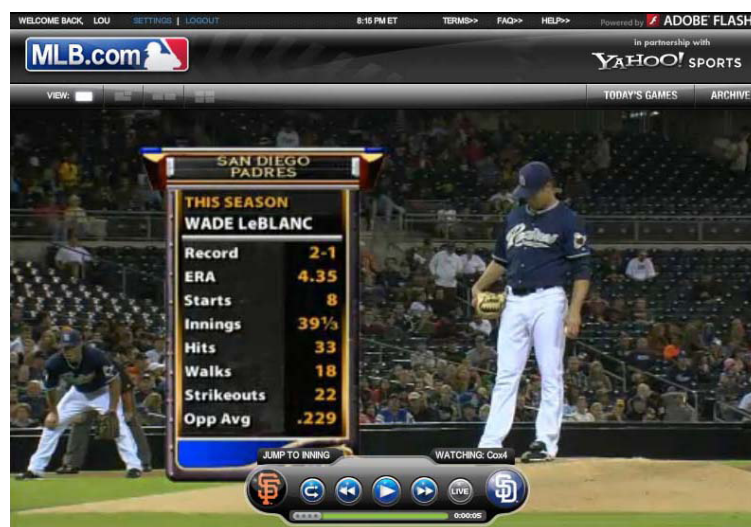 WELCOME BACK, LOU SETTINGS | LOGOUT 8:15 PM ET TERMS>> FAQ>> HELP>> Powered by ADOBE FLASH
MLB.com
in partnership with
YAHOO! SPORTS
VIEW: TODAY'S GAMES ARCHIVE
SAN DIEGO
PADRES
THIS SEASON
WADE LeBLANC
Record 2-1
ERA 4.35
Starts 8
Innings 39⅓
Hits 33
Walks 18
Strikeouts 22
Opp Avg .229
Padres
JUMP TO INNING WATCHING: Cox4
SF LIVE SD
0:00:05